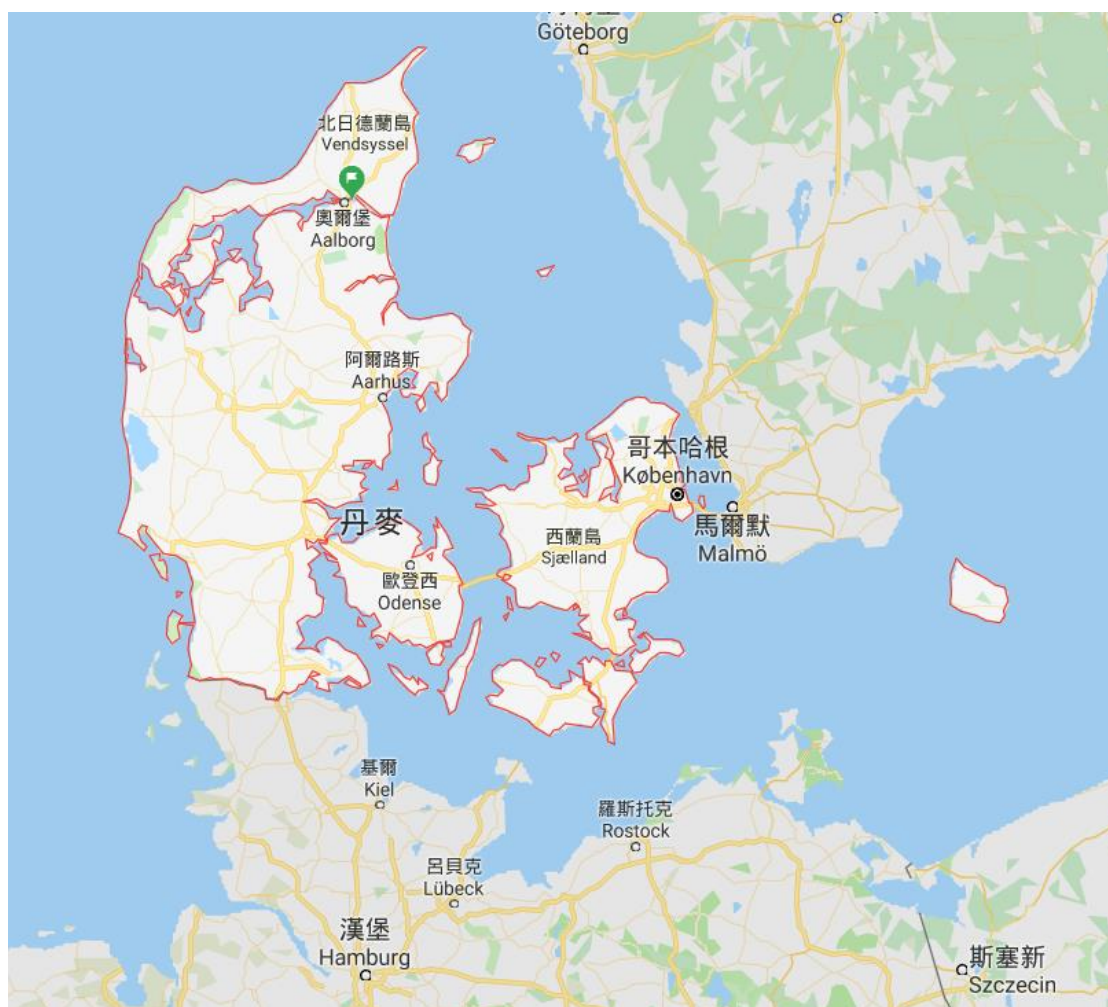 Göteborg
北日德蘭島
Vendsyssel
奧爾堡
Aalborg
阿爾路斯
Aarhus
哥本哈根
København
丹麥
西蘭島
Sjælland
馬爾默
Malmö
歐登西
Odense
基爾
Kiel
羅斯托克
Rostock
呂貝克
Lübeck
漢堡
Hamburg
斯塞新
Szczecin